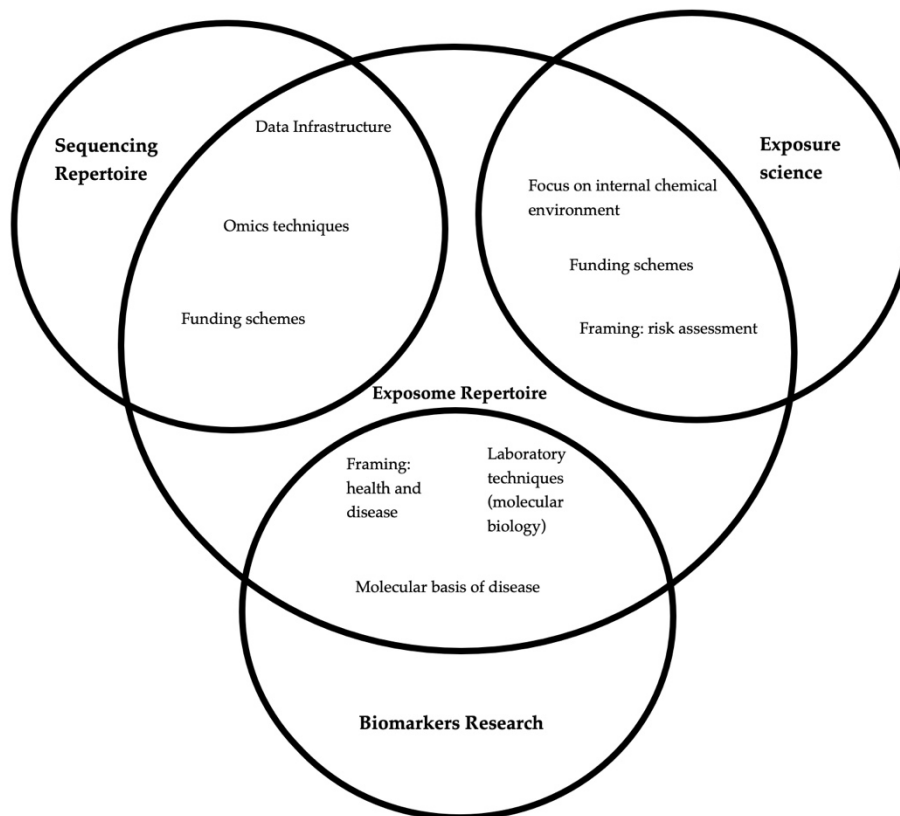 Sequencing
Repertoire
Data Infrastructure
Omics techniques
Funding schemes
Exposure
science
Focus on internal chemical
environment
Funding schemes
Framing: risk assessment
Exposome Repertoire
Framing:
health and
disease
Laboratory
techniques
(molecular
biology)
Molecular basis of disease
Biomarkers Research